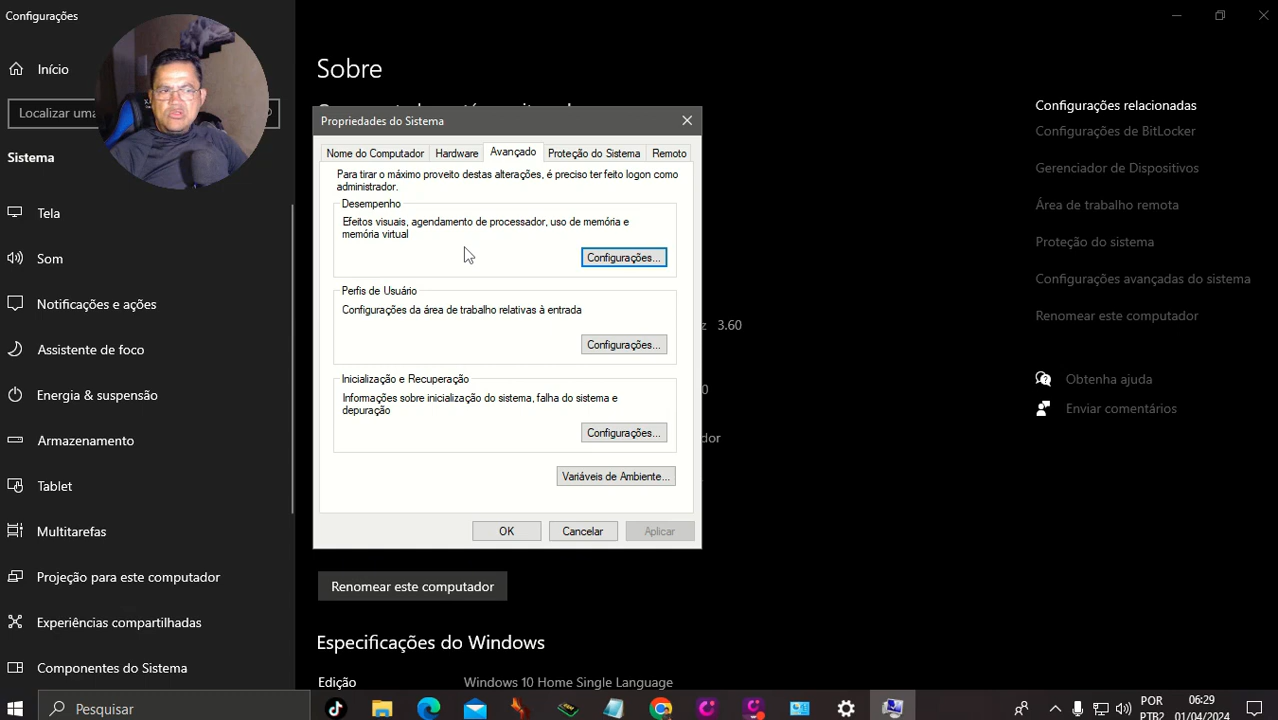 Configurações
Início
Localizar uma
Sistema
Tela
Som
Notificações e ações
Assistente de foco
Energia & suspensão
Armazenamento
Tablet
Multitarefas
Projeção para este computador
Experiências compartilhadas
Componentes do Sistema
Sobre
Propriedades do Sistema
Nome do Computador
Hardware
Avançado
Proteção do Sistema
Remoto
Para tirar o máximo proveito destas alterações, é preciso ter feito logon como
administrador.
Desempenho
Efeitos visuais, agendamento de processador, uso de memória e
memória virtual
Configurações...
Perfis de Usuário
Configurações da área de trabalho relativas à entrada
Configurações...
Inicialização e Recuperação
Informações sobre inicialização do sistema, falha do sistema e
depuração
Configurações...
Variáveis de Ambiente...
OK
Cancelar
Aplicar
z 3.60
0
dor
Renomear este computador
Especificações do Windows
Edição
Windows 10 Home Single Language
Configurações relacionadas
Configurações de BitLocker
Gerenciador de Dispositivos
Área de trabalho remota
Proteção do sistema
Configurações avançadas do sistema
Renomear este computador
Obtenha ajuda
Enviar comentários
Pesquisar
POR
PTB2
06:29
01/04/2024